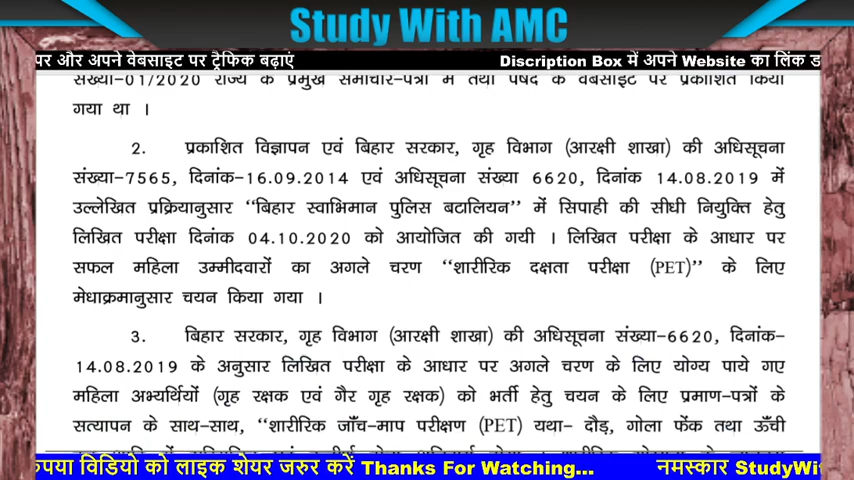 Study With AMC
पर और अपने वेबसाइट पर ट्रैफिक बढ़ाएं Discription Box में अपने Website का लिंक ड
संख्या-01/2020 राज्य के प्रमुख समाचार-पत्रों में तथा पर्षद के वेबसाइट पर प्रकाशित किया
गया था ।
2. प्रकाशित विज्ञापन एवं बिहार सरकार, गृह विभाग (आरक्षी शाखा) की अधिसूचना
संख्या-7565, दिनांक-16.09.2014 एवं अधिसूचना संख्या 6620, दिनांक 14.08.2019 में
उल्लेखित प्रक्रियानुसार “बिहार स्वाभिमान पुलिस बटालियन” में सिपाही की सीधी नियुक्ति हेतु
लिखित परीक्षा दिनांक 04.10.2020 को आयोजित की गयी । लिखित परीक्षा के आधार पर
सफल महिला उम्मीदवारों का अगले चरण “शारीरिक दक्षता परीक्षा (PET)” के लिए
मेधाक्रमानुसार चयन किया गया ।
3. बिहार सरकार, गृह विभाग (आरक्षी शाखा) की अधिसूचना संख्या-6620, दिनांक-
14.08.2019 के अनुसार लिखित परीक्षा के आधार पर अगले चरण के लिए योग्य पाये गए
महिला अभ्यर्थियों (गृह रक्षक एवं गैर गृह रक्षक) को भर्ती हेतु चयन के लिए प्रमाण-पत्रों के
सत्यापन के साथ-साथ, “शारीरिक जाँच-माप परीक्षण (PET) यथा- दौड़, गोला फेंक तथा ऊँची
कृपया विडियो को लाइक शेयर जरुर करें Thanks For Watching... नमस्कार StudyWit